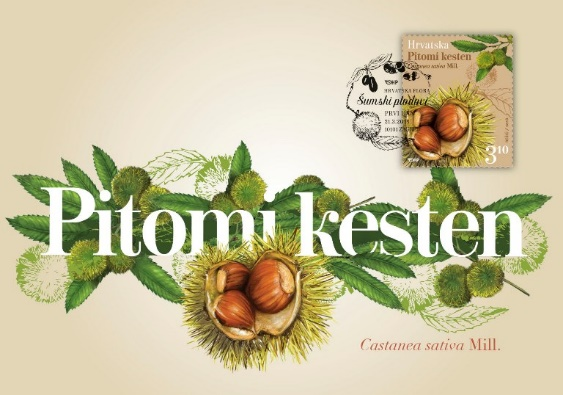 Hrvatska
Pitomi kesten
Castanea sativa Mill.
3.10
HRVATSKA FLORA
Šumski plodovi
Pitomi kesten
Castanea sativa Mill.